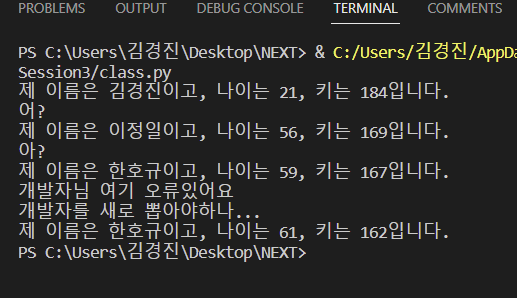 PROBLEMS OUTPUT DEBUG CONSOLE TERMINAL COMMENTS
PS C:\Users\김경진\Desktop\NEXT> & C:/Users/김경진/AppDa
Session3/class.py
제 이름은 김경진이고, 나이는 21, 키는 184입니다.
어?
제 이름은 이정일이고, 나이는 56, 키는 169입니다.
아?
제 이름은 한호규이고, 나이는 59, 키는 167입니다.
개발자님 여기 오류있어요
개발자를 새로 뽑아야하나...
제 이름은 한호규이고, 나이는 61, 키는 162입니다.
PS C:\Users\김경진\Desktop\NEXT>